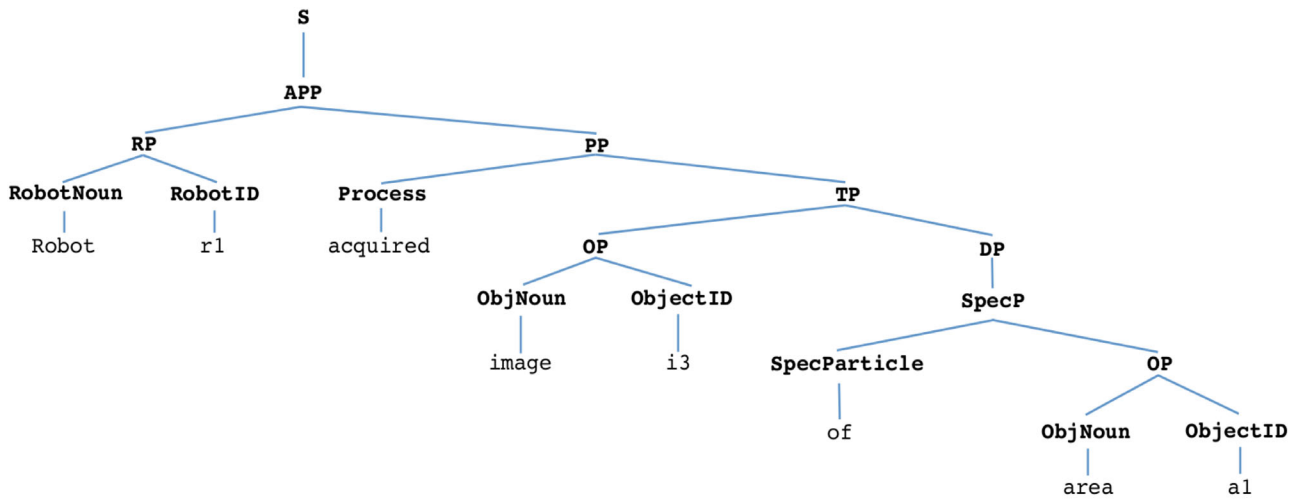 S
APP
RP PP
RobotNoun RobotID Process TP
Robot r1 acquired OP DP
ObjNoun ObjectID SpecP
image i3 SpecParticle OP
of ObjNoun ObjectID
area a1